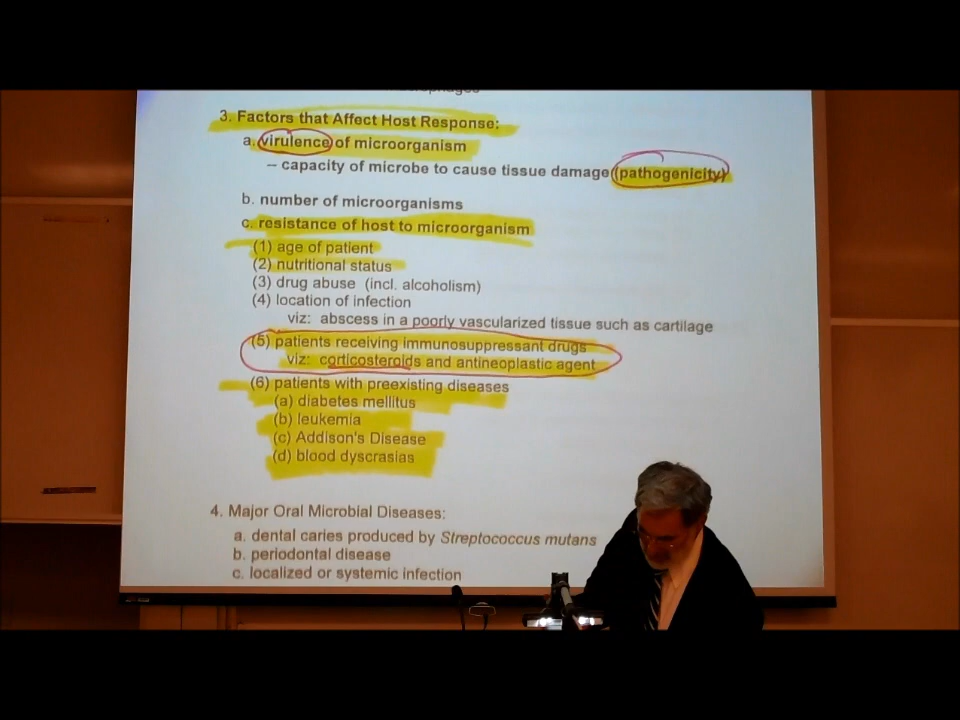 3. Factors that Affect Host Response:
a. virulence of microorganism
– capacity of microbe to cause tissue damage (pathogenicity)
b. number of microorganisms
c. resistance of host to microorganism
(1) age of patient
(2) nutritional status
(3) drug abuse (incl. alcoholism)
(4) location of infection
viz: abscess in a poorly vascularized tissue such as cartilage
(5) patients receiving immunosuppressant drugs
viz: corticosteroids and antineoplastic agent
(6) patients with preexisting diseases
(a) diabetes mellitus
(b) leukemia
(c) Addison's Disease
(d) blood dyscrasias
4. Major Oral Microbial Diseases:
a. dental caries produced by Streptococcus mutans
b. periodontal disease
c. localized or systemic infection